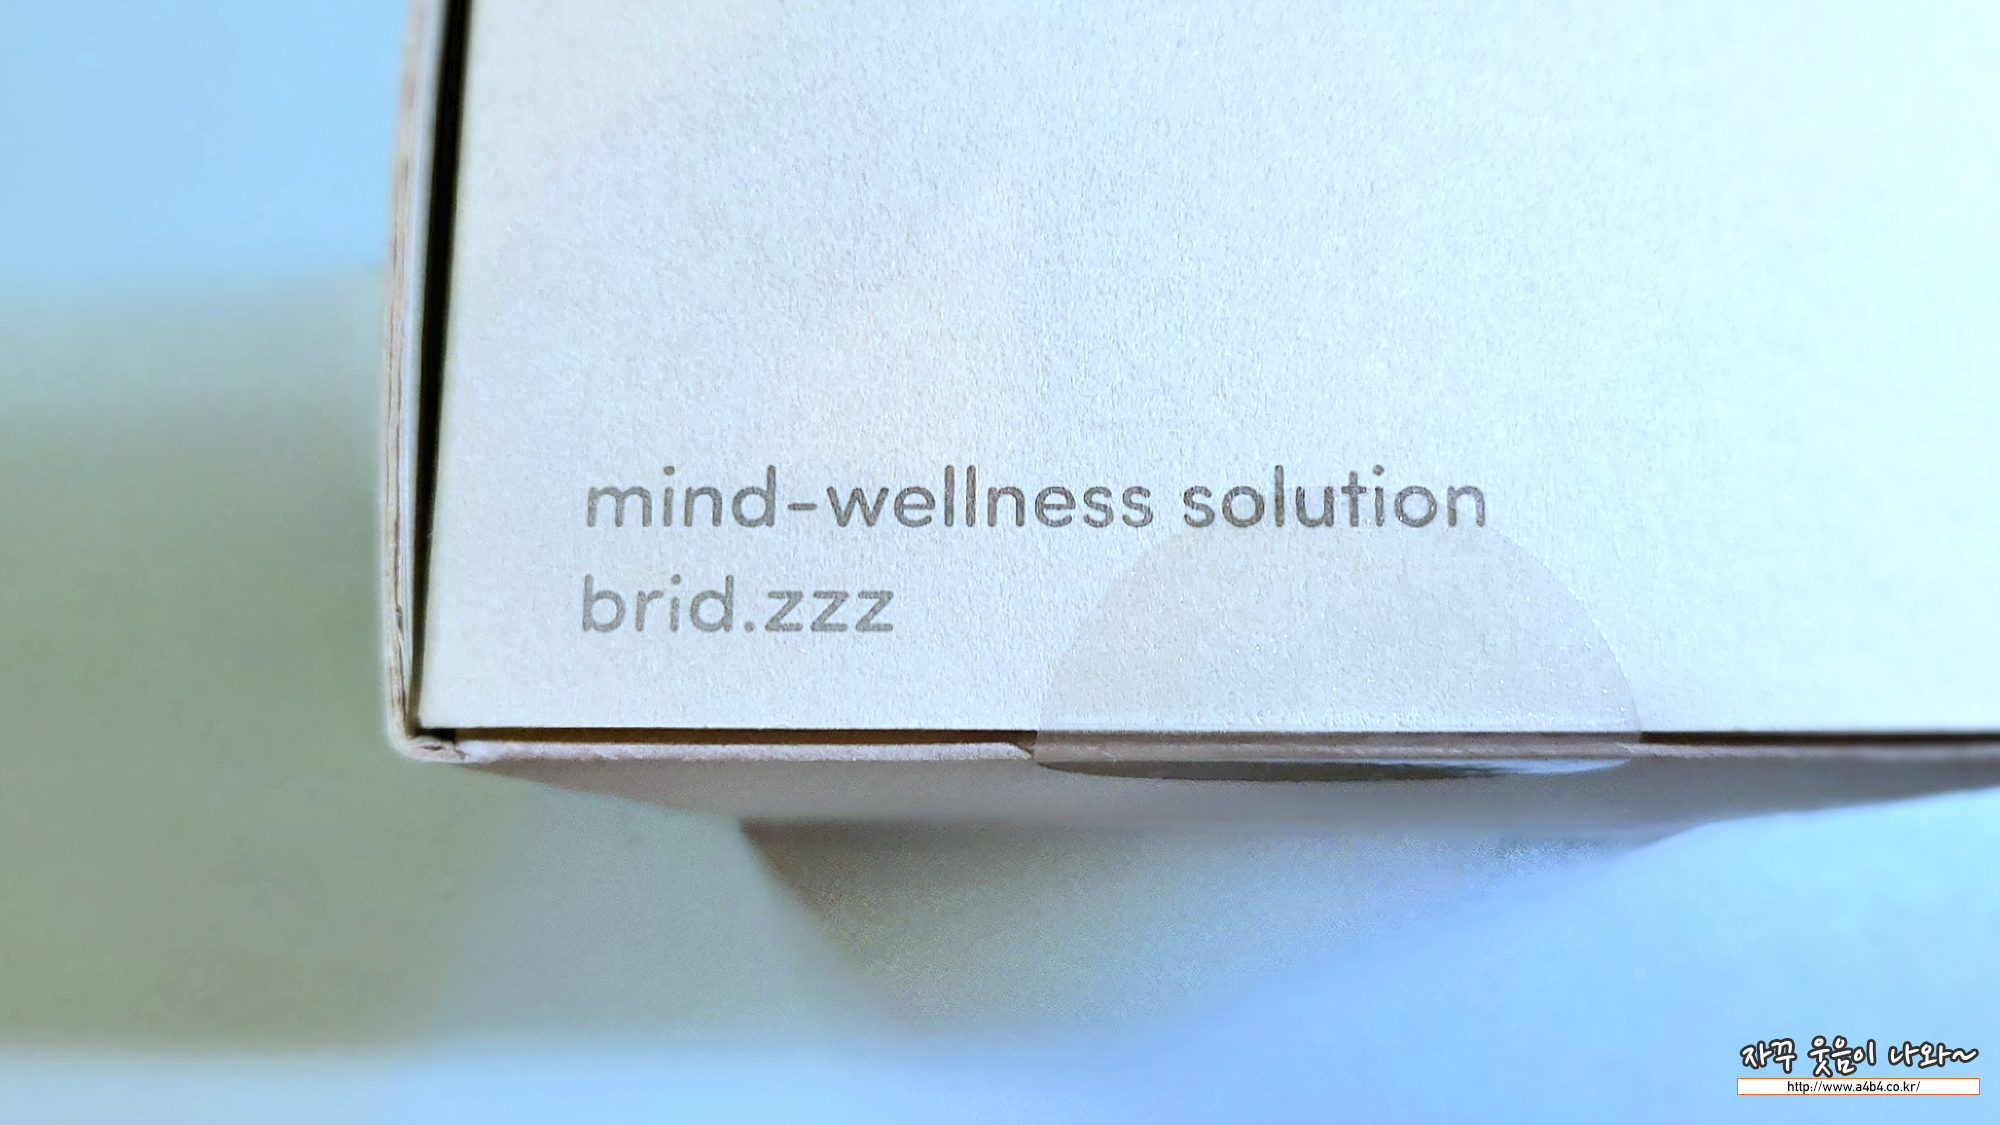 mind-wellness solution
brid.zzz
자꾸 웃음이 나와~
http://www.a4b4.co.kr/